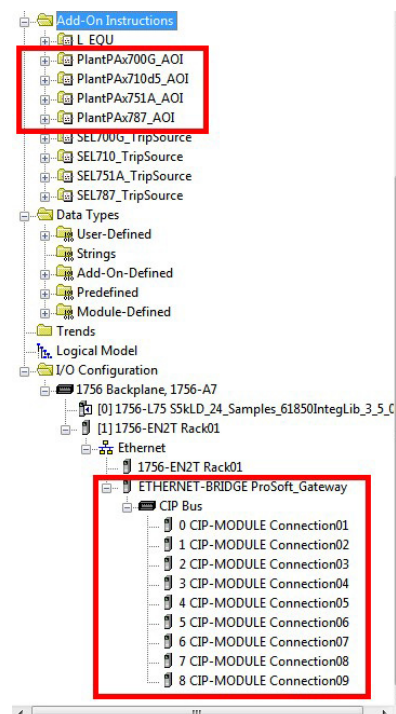 Add-On Instructions
L_EQU
PlantPAx700G_AOI
PlantPAx710d5_AOI
PlantPAx751A_AOI
PlantPAx787_AOI
SEL700G_TripSource
SEL710_TripSource
SEL751A_TripSource
SEL787_TripSource
Data Types
User-Defined
Strings
Add-On-Defined
Predefined
Module-Defined
Trends
Logical Model
I/O Configuration
1756 Backplane, 1756-A7
[0] 1756-L75 S5kLD_24_Samples_61850IntegLib_3_5_0
[1] 1756-EN2T Rack01
Ethernet
1756-EN2T Rack01
ETHERNET-BRIDGE ProSoft_Gateway
CIP Bus
0 CIP-MODULE Connection01
1 CIP-MODULE Connection02
2 CIP-MODULE Connection03
3 CIP-MODULE Connection04
4 CIP-MODULE Connection05
5 CIP-MODULE Connection06
6 CIP-MODULE Connection07
7 CIP-MODULE Connection08
8 CIP-MODULE Connection09